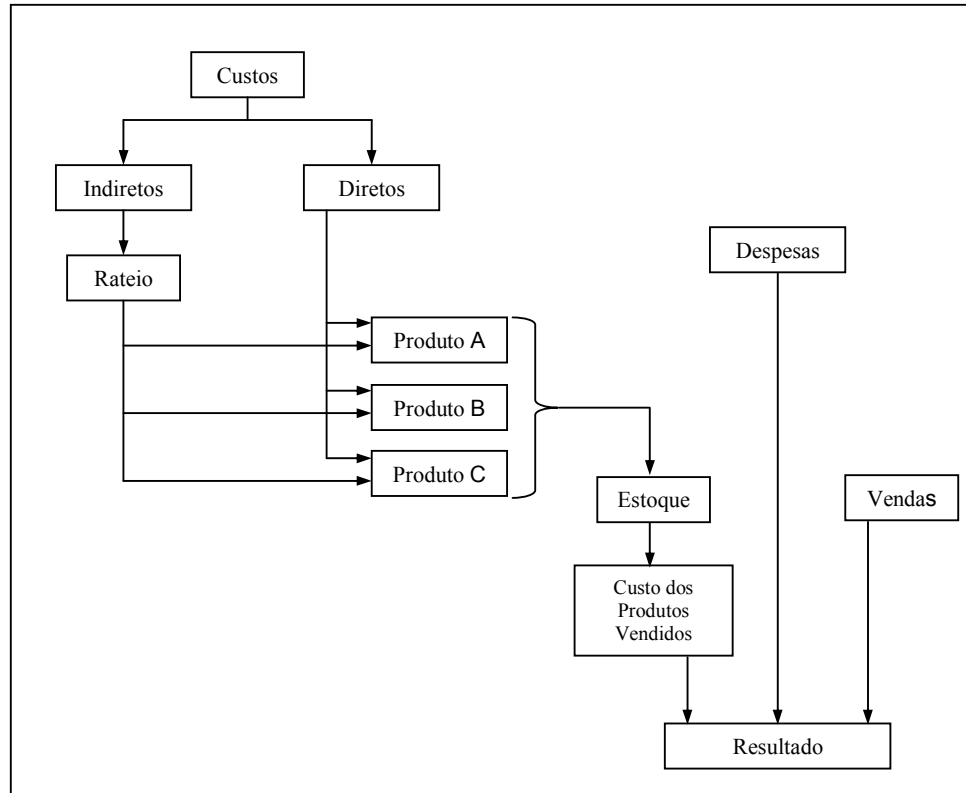 Custos
Indiretos
Diretos
Rateio
Despesas
Produto A
Produto B
Produto C
Estoque
Vendas
Custo dos
Produtos
Vendidos
Resultado